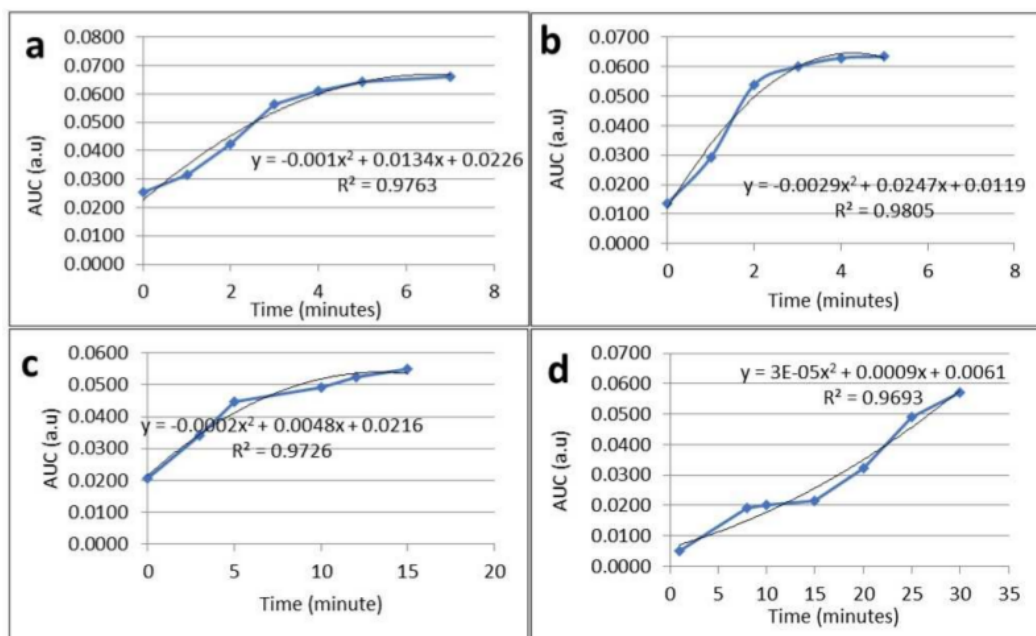 a
0.0800
0.0700
0.0600
0.0500
0.0400
0.0300
0.0200
0.0100
0.0000
AUC (a.u)
y = -0.001x² + 0.0134x + 0.0226
R² = 0.9763
0 2 4 6 8
Time (minutes)
b
0.0700
0.0600
0.0500
0.0400
0.0300
0.0200
0.0100
0.0000
AUC (a.u)
y = -0.0029x² + 0.0247x + 0.0119
R² = 0.9805
0 2 4 6 8
Time (minutes)
c
0.0600
0.0500
0.0400
0.0300
0.0200
0.0100
0.0000
AUC (a.u)
y = -0.0002x² + 0.0048x + 0.0216
R² = 0.9726
0 5 10 15 20
Time (minute)
d
0.0700
0.0600
0.0500
0.0400
0.0300
0.0200
0.0100
0.0000
AUC (a.u)
y = 3E-05x² + 0.0009x + 0.0061
R² = 0.9693
0 5 10 15 20 25 30 35
Time (minutes)